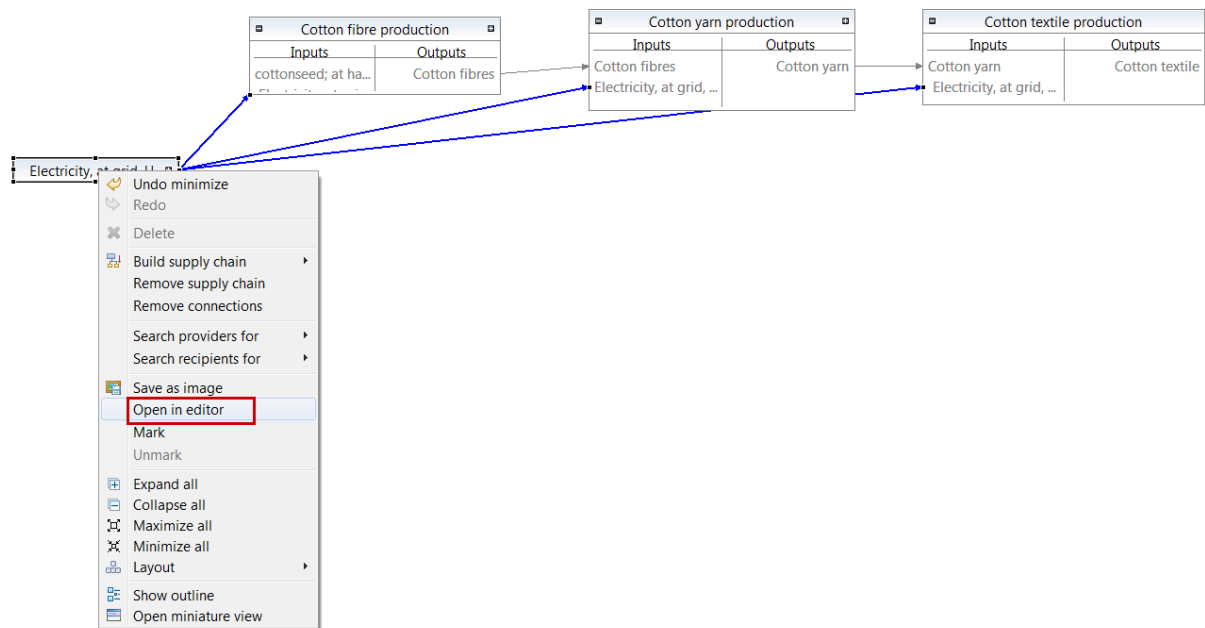 Cotton fibre production
Inputs Outputs
cottonseed; at ha... Cotton fibres
Cotton yarn production
Inputs Outputs
Cotton fibres Cotton yarn
Electricity, at grid, ...
Cotton textile production
Inputs Outputs
Cotton yarn Cotton textile
Electricity, at grid, ...
Electricity, at grid, U
Undo minimize
Redo
Delete
Build supply chain
Remove supply chain
Remove connections
Search providers for
Search recipients for
Save as image
Open in editor
Mark
Unmark
Expand all
Collapse all
Maximize all
Minimize all
Layout
Show outline
Open miniature view